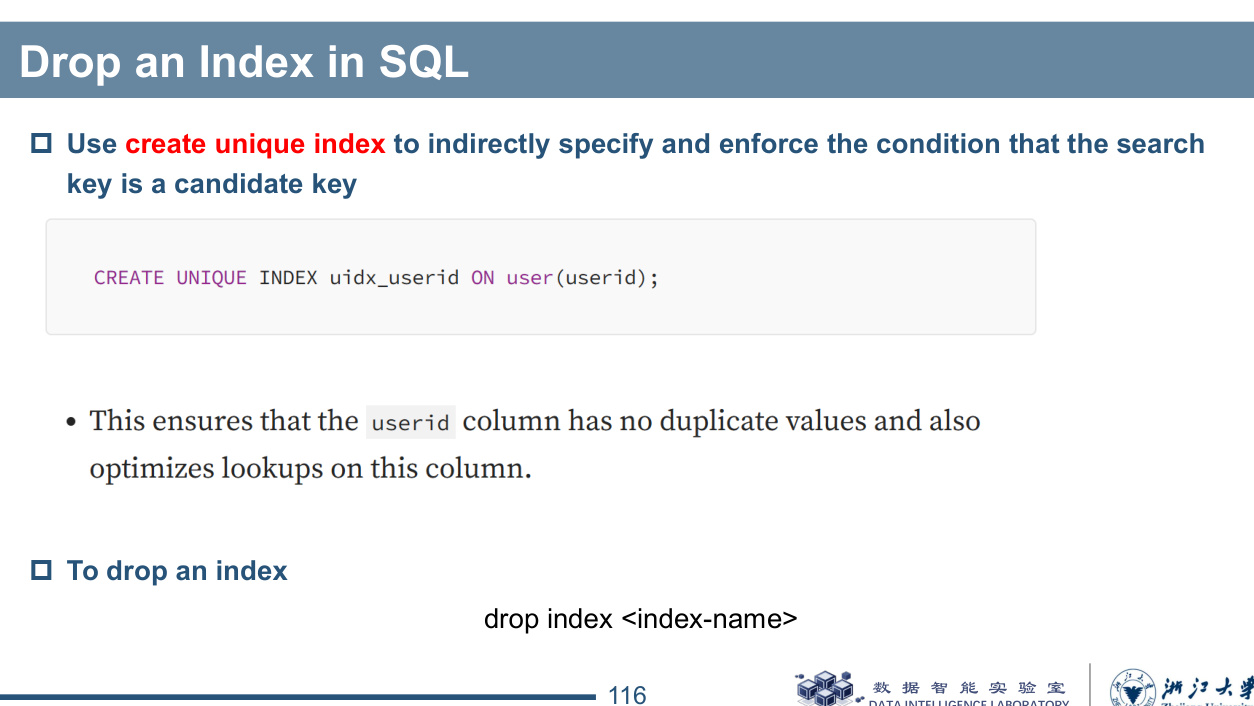 Drop an Index in SQL
Use create unique index to indirectly specify and enforce the condition that the search
key is a candidate key
CREATE UNIQUE INDEX uidx_userid ON user(userid);
• This ensures that the userid column has no duplicate values and also
optimizes lookups on this column.
To drop an index
drop index <index-name>
116
数据智能实验室
DATA INTELLIGENCE LABORATORY
浙江大学